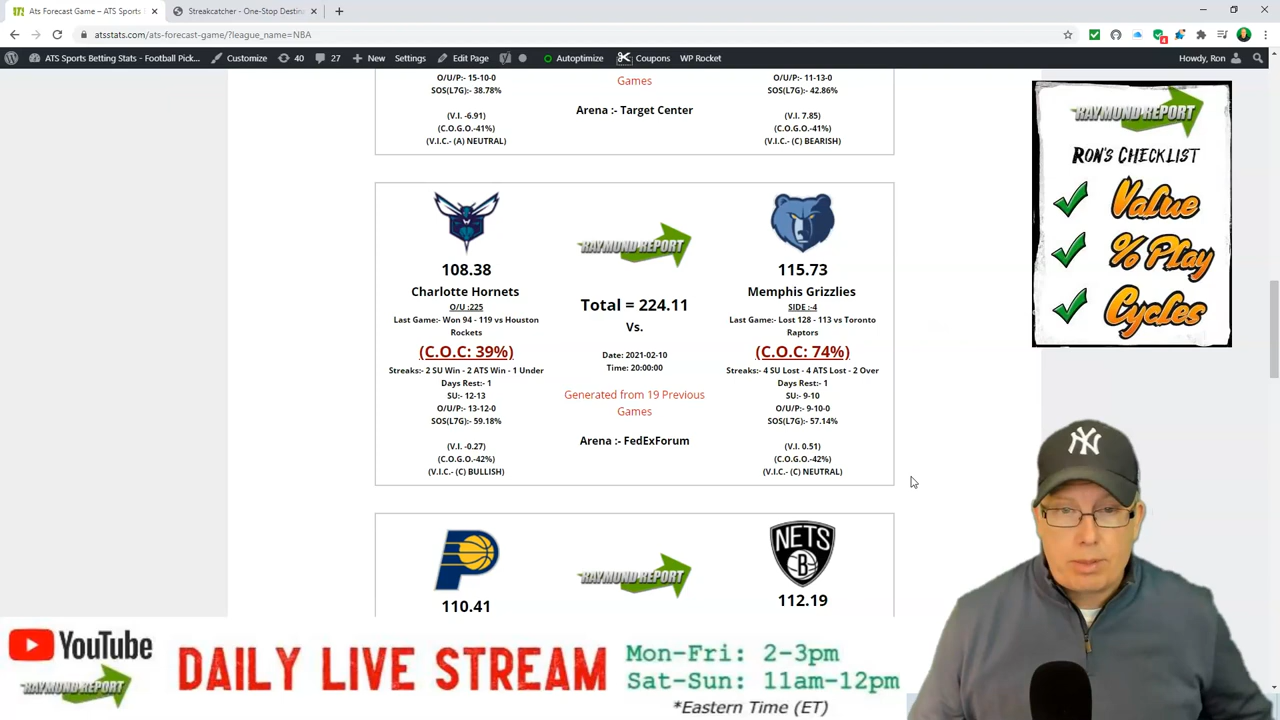 Ats Forecast Game – ATS Sports
Streakcatcher - One-Stop Destin
atsstats.com/ats-forecast-game/?league_name=NBA
ATS Sports Betting Stats - Football Pick... Customize 40 27 New Settings Edit Page Autoptimize Coupons WP Rocket Howdy, Ron
O/U/P:- 15-10-0
SOS(L7G):- 38.78%
(V.I. -6.91)
(C.O.G.O.-41%)
(V.I.C.- (A) NEUTRAL)
Games
Arena :- Target Center
O/U/P:- 11-13-0
SOS(L7G):- 42.86%
(V.I. 7.85)
(C.O.G.O.-41%)
(V.I.C.- (C) BEARISH)
108.38
Charlotte Hornets
O/U :225
Last Game:- Won 94 - 119 vs Houston
Rockets
(C.O.C: 39%)
Streaks:- 2 SU Win - 2 ATS Win - 1 Under
Days Rest:- 1
SU:- 12-13
O/U/P:- 13-12-0
SOS(L7G):- 59.18%
(V.I. -0.27)
(C.O.G.O.-42%)
(V.I.C.- (C) BULLISH)
RAYMOND REPORT
Total = 224.11
Vs.
Date: 2021-02-10
Time: 20:00:00
Generated from 19 Previous
Games
Arena :- FedExForum
115.73
Memphis Grizzlies
SIDE :-4
Last Game:- Lost 128 - 113 vs Toronto
Raptors
(C.O.C: 74%)
Streaks:- 4 SU Lost - 4 ATS Lost - 2 Over
Days Rest:- 1
SU:- 9-10
O/U/P:- 9-10-0
SOS(L7G):- 57.14%
(V.I. 0.51)
(C.O.G.O.-42%)
(V.I.C.- (C) NEUTRAL)
110.41
RAYMOND REPORT
NETS
B
112.19
RAYMOND REPORT
RON'S CHECKLIST
Value
% Play
Cycles
YouTube
RAYMOND REPORT
DAILY LIVE STREAM
Mon-Fri: 2-3pm
Sat-Sun: 11am-12pm
*Eastern Time (ET)